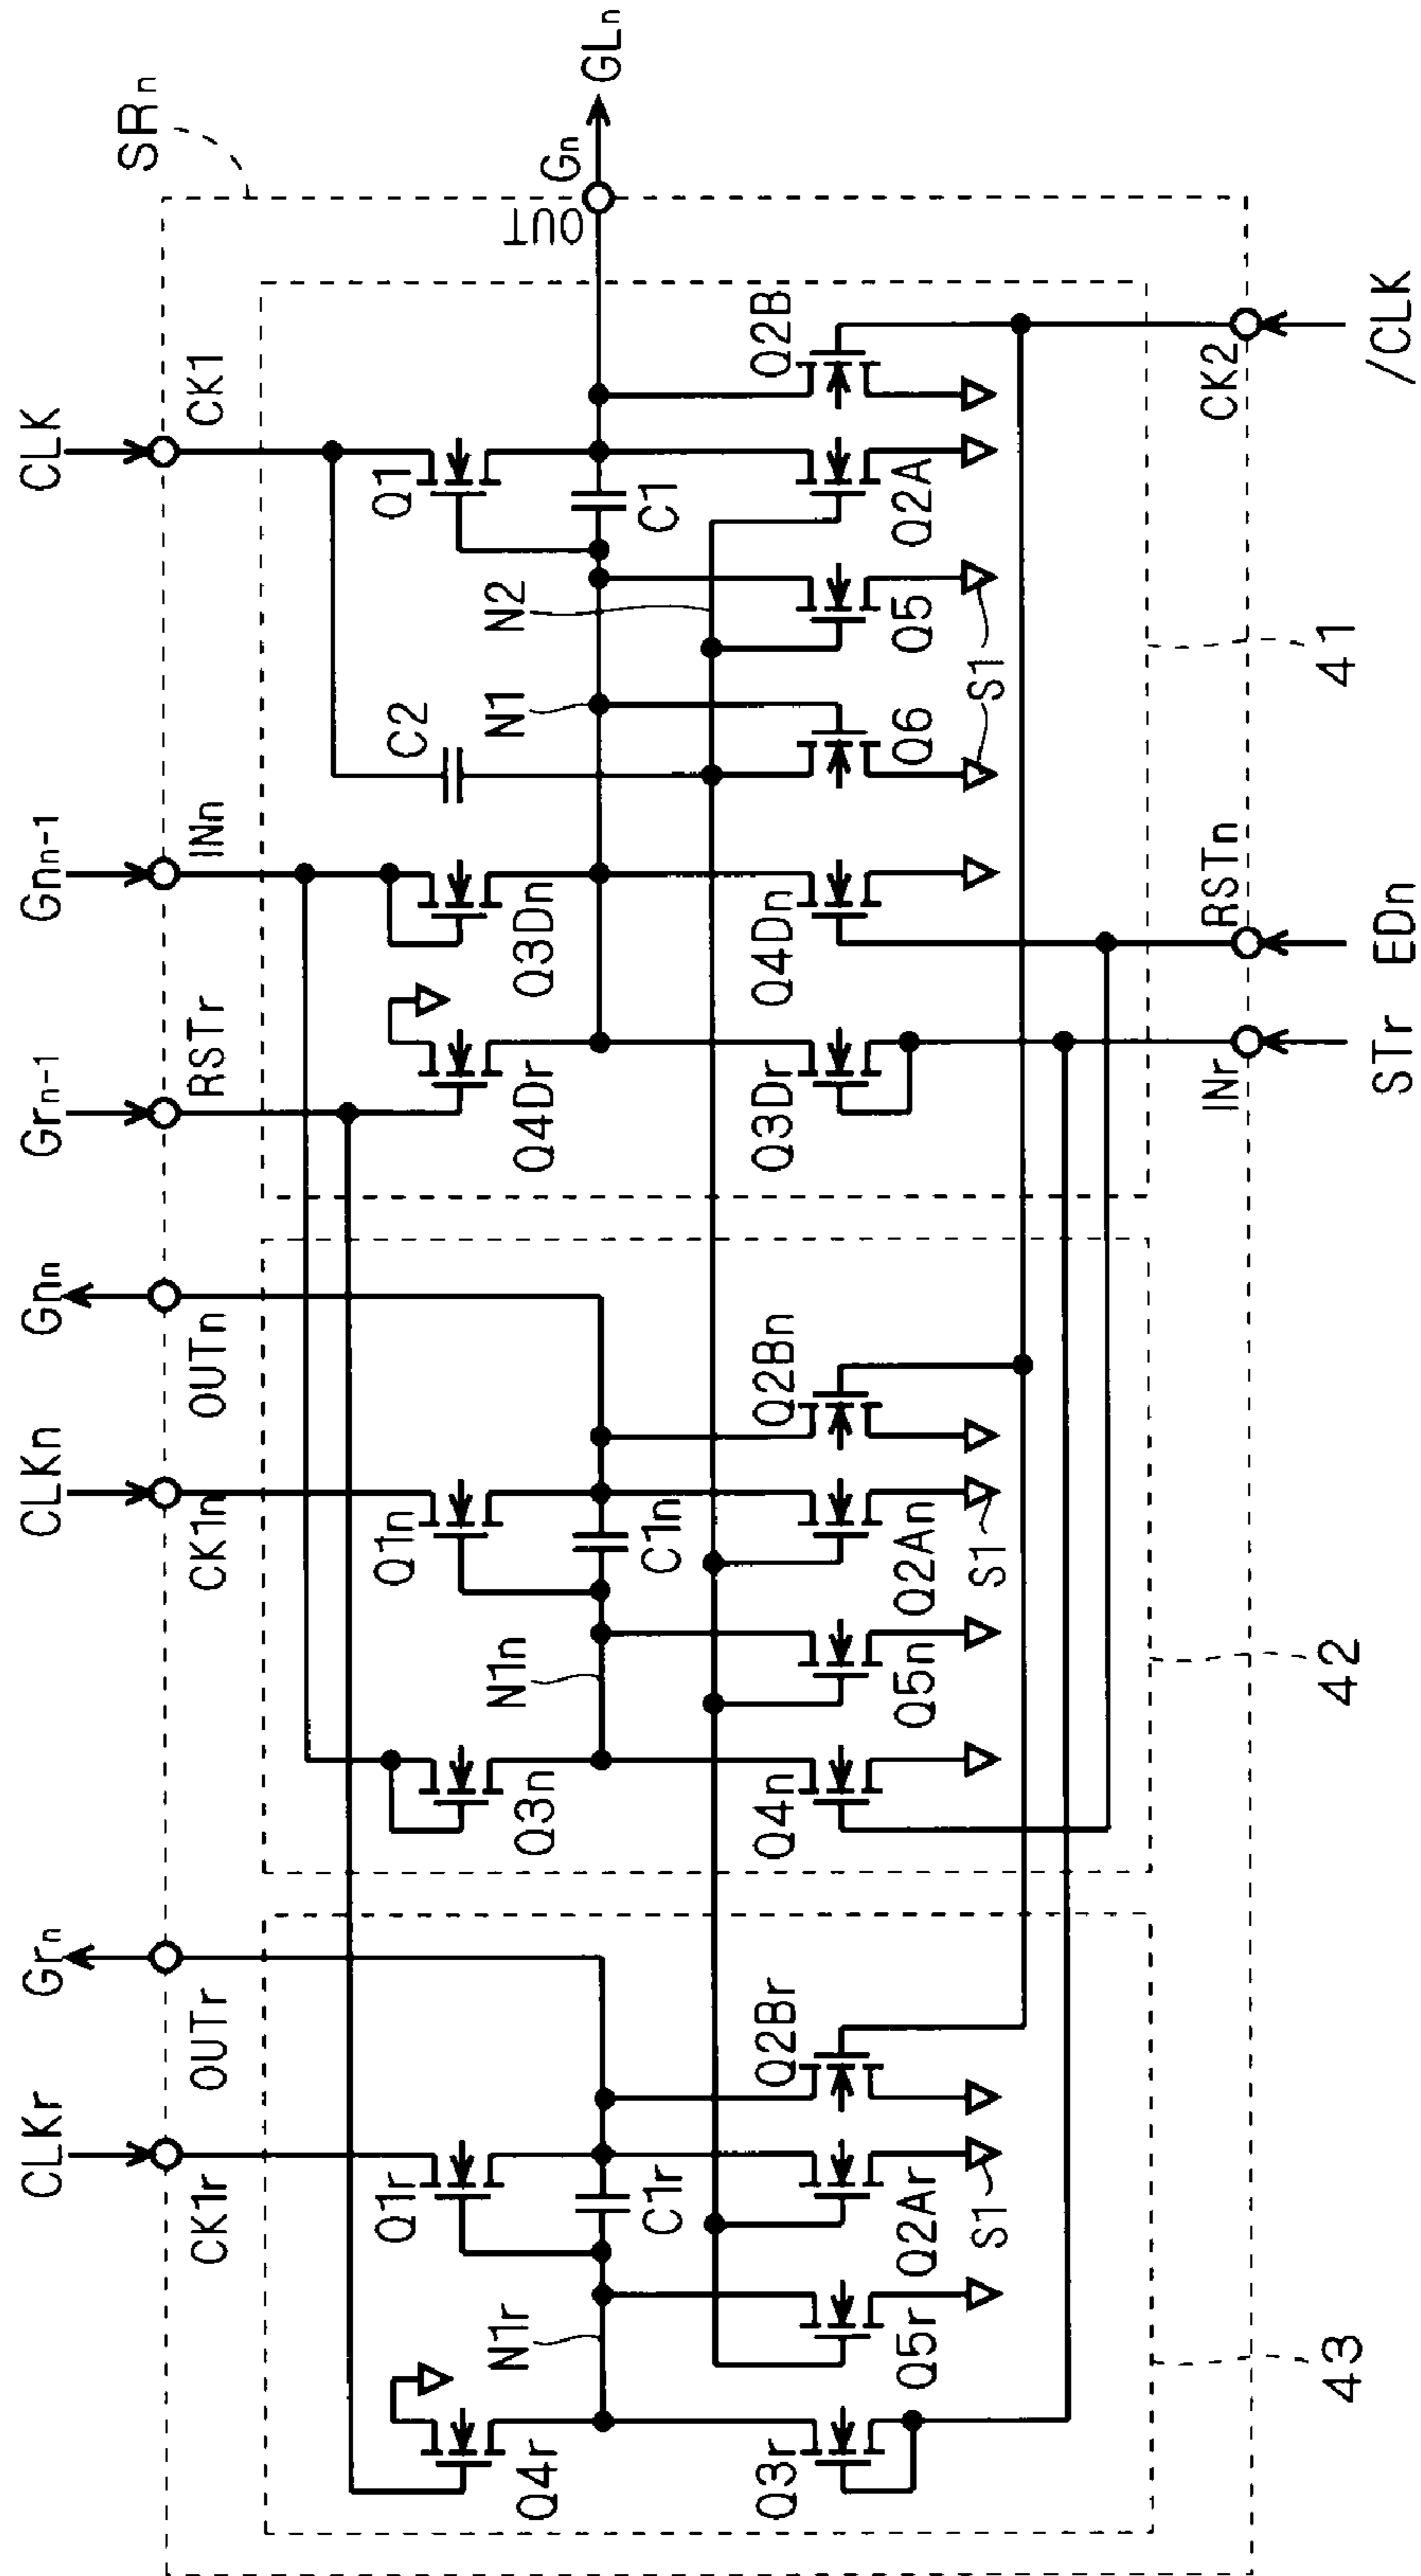 SRn
CLKr
Grn
CLKn
Gnn
Grn-1
Gnn-1
CLK
CK1r
OUTr
CK1n
OUTn
RSTr
INn
CK1
Gn
GLn
OUT
Q4r
Q1r
Q3n
Q1n
Q4Dr
Q3Dn
C2
Q1
N1r
C1r
N1n
C1n
N1
N2
C1
Q3r
Q5r
Q2Ar
Q2Br
Q4n
Q5n
Q2An
Q2Bn
Q3Dr
Q4Dn
Q6
Q5
Q2A
Q2B
S1
S1
S1
INr
RSTn
CK2
43
42
41
STr
EDn
/CLK